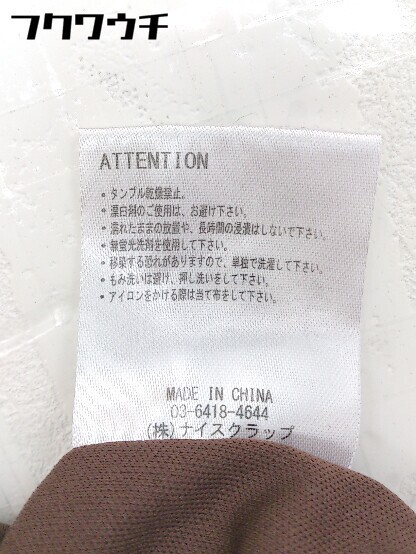 フクウウチ
ATTENTION
・タンブル乾燥禁止。
・漂白剤のご使用は、お避け下さい。
・濡れたままの放置や、長時間の浸漬はしないで下さい。
・無蛍光洗剤を使用して下さい。
・移染する恐れがありますので、単独で洗濯して下さい。
・もみ洗いは避け、押し洗いをして下さい。
・アイロンをかける際は当て布をして下さい。
MADE IN CHINA
03-6418-4644
(株)ナイスクラップ